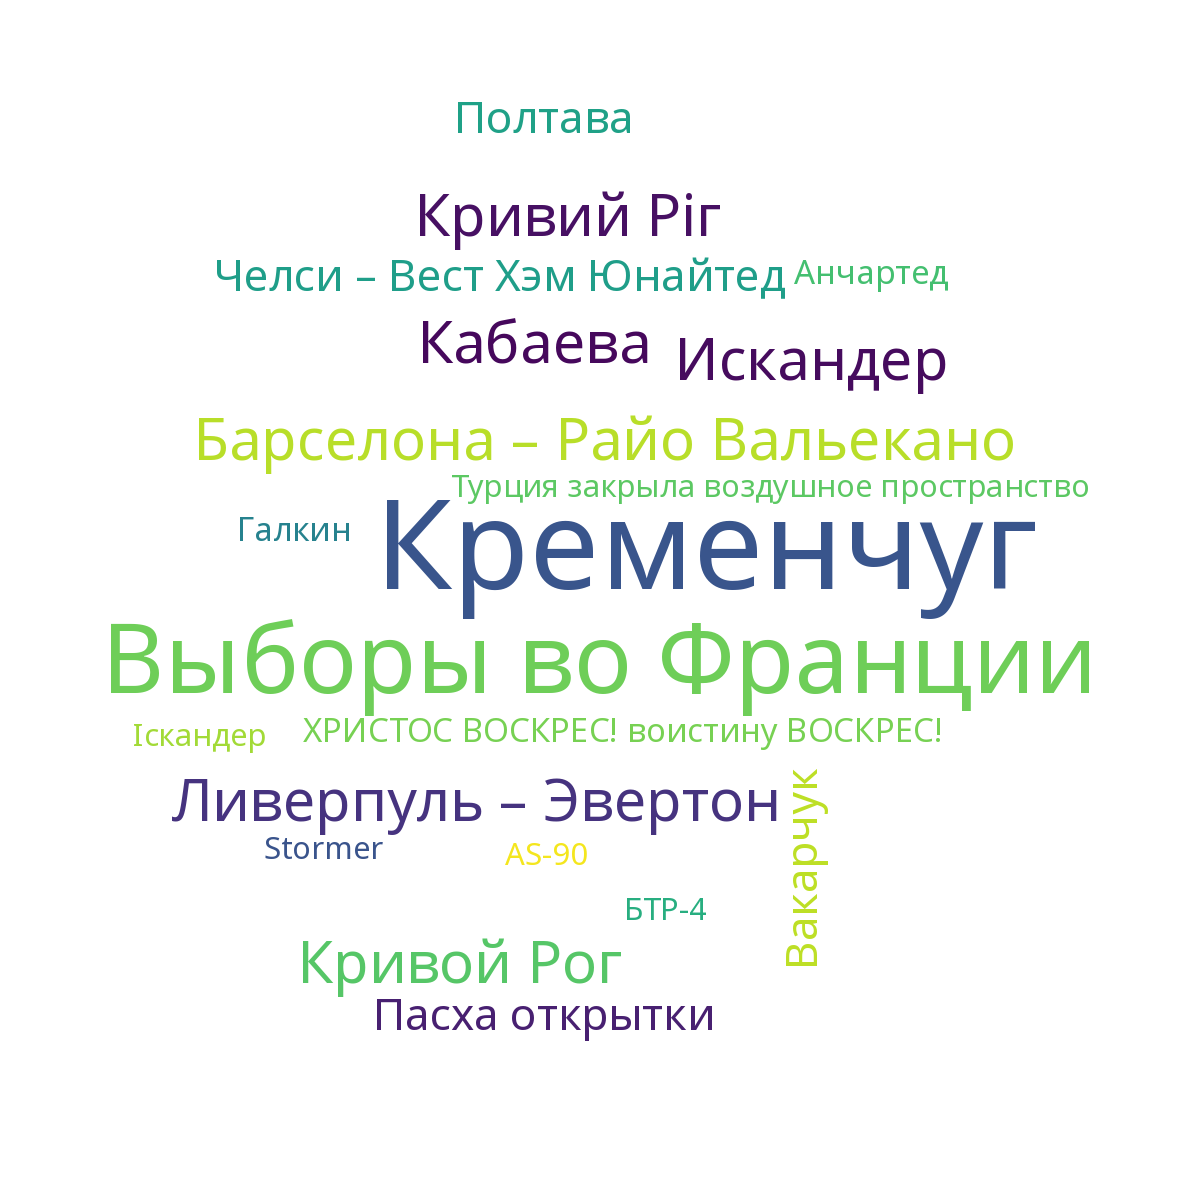 Полтава
Кривий Ріг
Челси – Вест Хэм Юнайтед
Анчартед
Кабаева
Искандер
Барселона – Райо Вальекано
Турция закрыла воздушное пространство
Галкин
Кременчуг
Выборы во Франции
Іскандер
ХРИСТОС ВОСКРЕС! воистину ВОСКРЕС!
Ливерпуль – Эвертон
Вакарчук
Stormer
AS-90
БТР-4
Кривой Рог
Пасха открытки